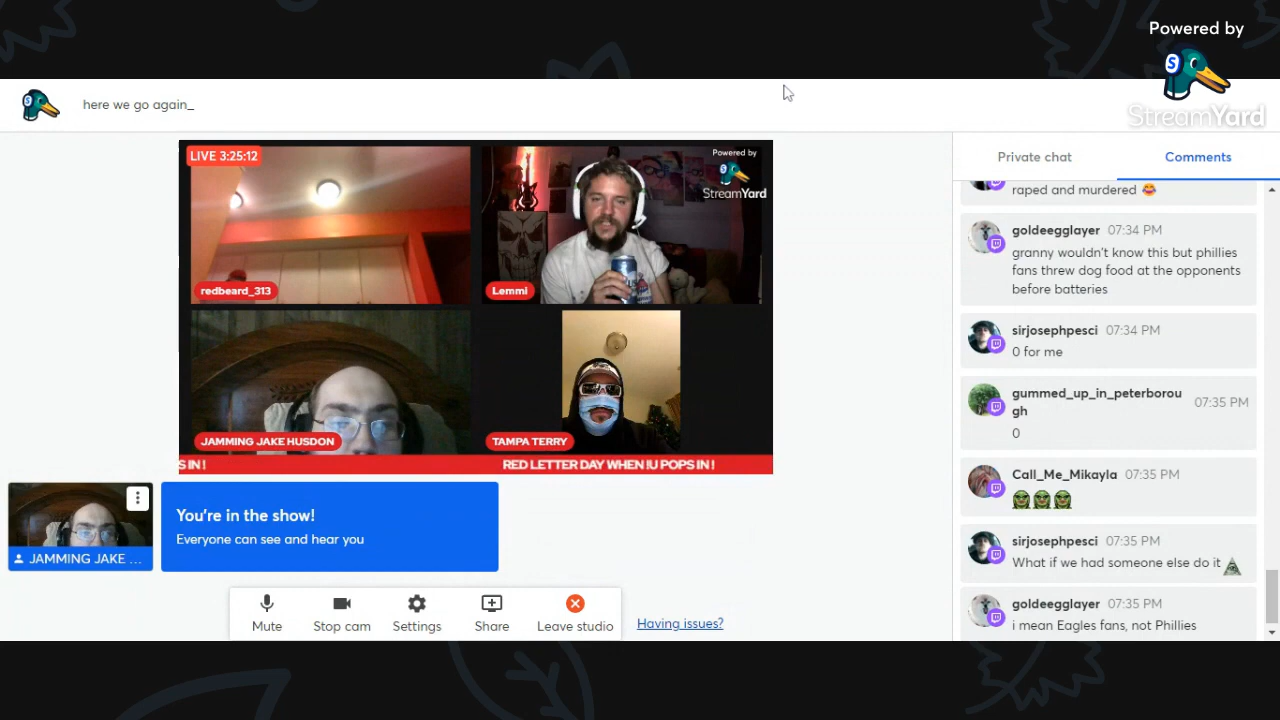 Powered by
StreamYard
here we go again_
LIVE 3:25:12
Powered by
StreamYard
redbeard_313
Lemmi
JAMMING JAKE HUSDON
TAMPA TERRY
S IN !
RED LETTER DAY WHEN IU POPS IN !
JAMMING JAKE ...
You're in the show!
Everyone can see and hear you
Mute
Stop cam
Settings
Share
Leave studio
Having issues?
Private chat
Comments
raped and murdered 😂
goldeegglayer 07:34 PM
granny wouldn't know this but phillies
fans threw dog food at the opponents
before batteries
sirjosephpesci 07:34 PM
0 for me
gummed_up_in_peterborou
gh
07:35 PM
0
Call_Me_Mikayla 07:35 PM
sirjosephpesci 07:35 PM
What if we had someone else do it
goldeegglayer 07:35 PM
i mean Eagles fans, not Phillies